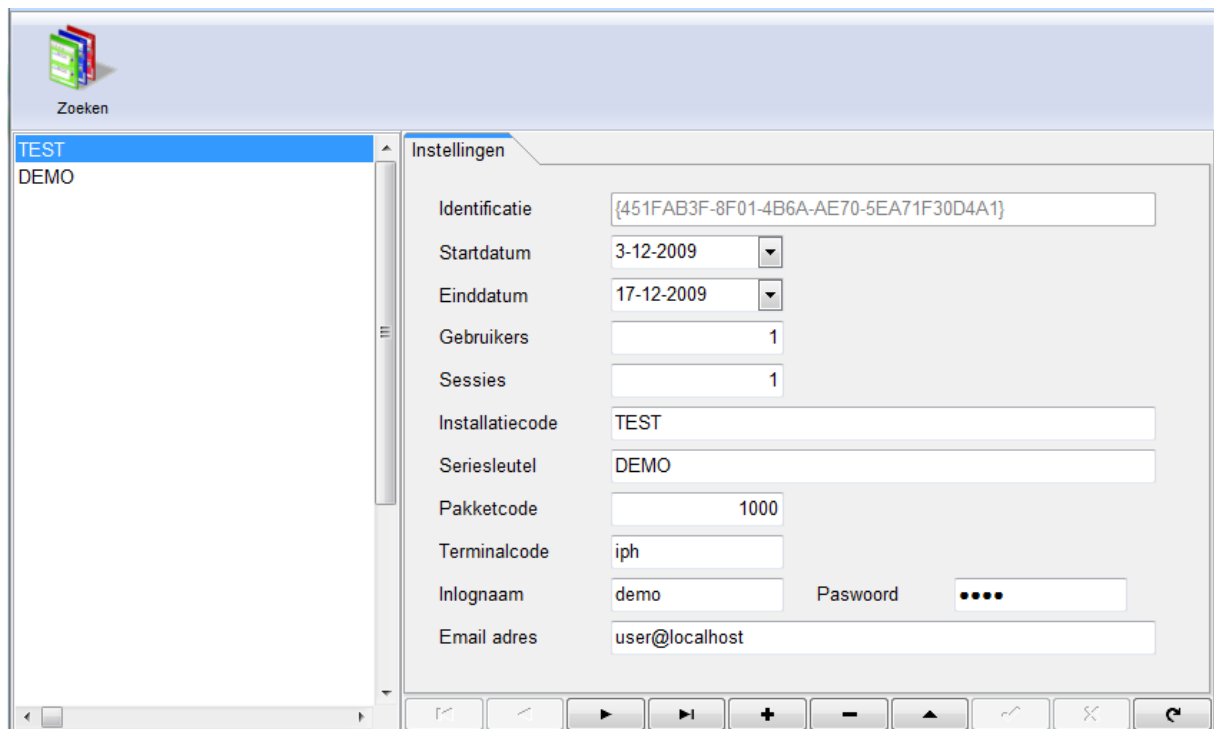 Zoeken
TEST
DEMO
Instellingen
Identificatie {451FAB3F-8F01-4B6A-AE70-5EA71F30D4A1}
Startdatum 3-12-2009
Einddatum 17-12-2009
Gebruikers 1
Sessies 1
Installatiecode TEST
Seriesleutel DEMO
Pakketcode 1000
Terminalcode iph
Inlognaam demo Paswoord ••••
Email adres user@localhost